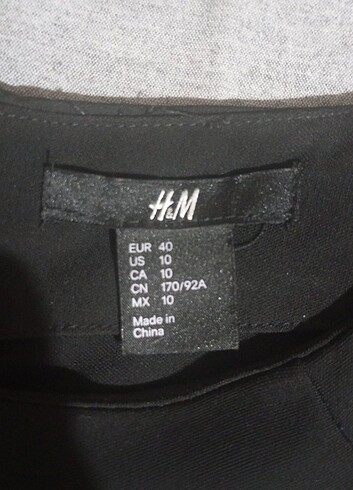 H&M
EUR 40
US 10
CA 10
CN 170/92A
MX 10
Made in
China